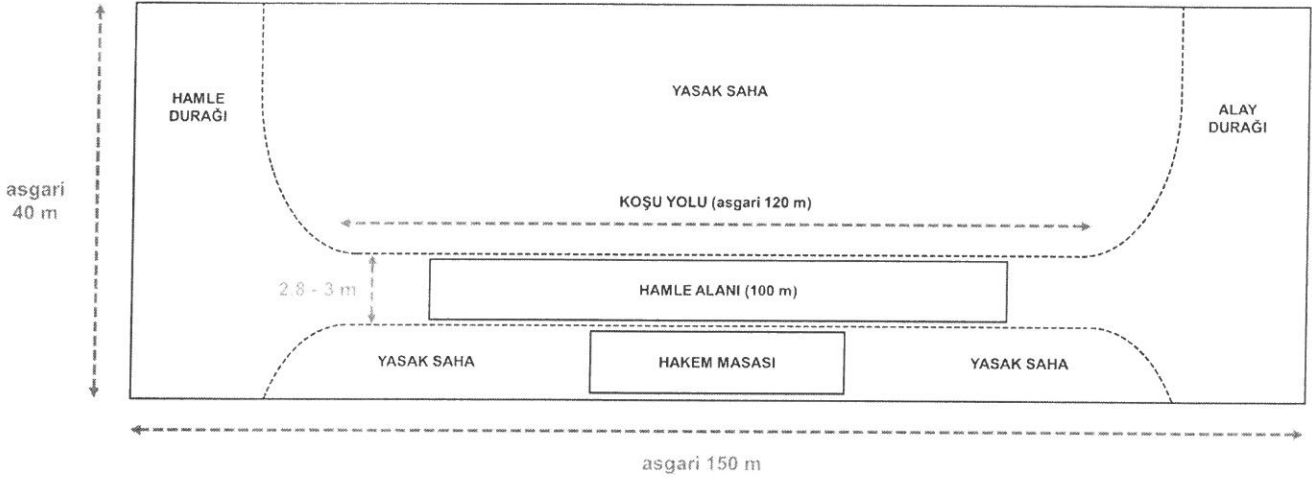 YASAK SAHA
HAMLE
DURAĞI
ALAY
DURAĞI
asgari
40 m
KOŞU YOLU (asgari 120 m)
2.8 - 3 m
HAMLE ALANI (100 m)
YASAK SAHA
HAKEM MASASI
YASAK SAHA
asgari 150 m